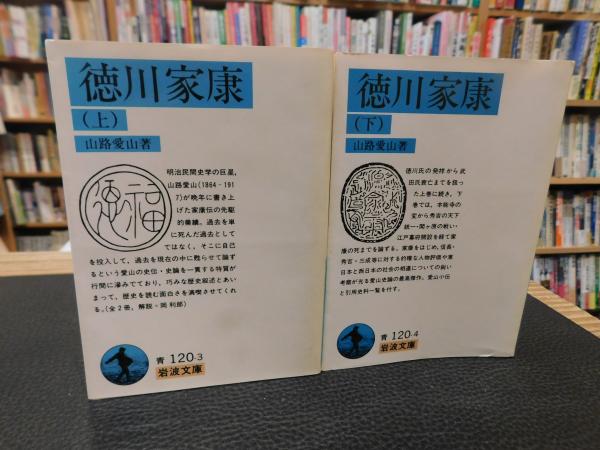 徳川家康
(上)
山路愛山著
明治民間史学の巨星,
山路愛山(1864‐191
7)が晩年に書き上
げた家康伝の先駆
的業績.過去を単
に死んだ過去として
ではなく,そこに自己
を投入して,過去を現在の中に甦らせて論ず
るという愛山の史伝・史論を一貫する特質が
行間に滲みでており,巧みな歴史叙述とあい
まって,歴史を読む面白さを満喫させてくれ
る.(全2冊,解説・岡利郎)
福
徳
青 120-3
岩波文庫
徳川家康
(下)
山路愛山著
徳川氏の発祥から武
田氏衰亡までを扱っ
た上巻に続き,下
巻では,本能寺の
変から秀吉の天下
統一・関ヶ原の戦い・
江戸幕府開設を経て家
康の死までを論ずる.家康をはじめ,信長・
秀吉・三成等に対する的確な人物評価や東
日本と西日本の社会の相違についての鋭い
考察が光る愛山史論の最高傑作.愛山小伝
と引用史料一覧を付す.
青 120-4
岩波文庫